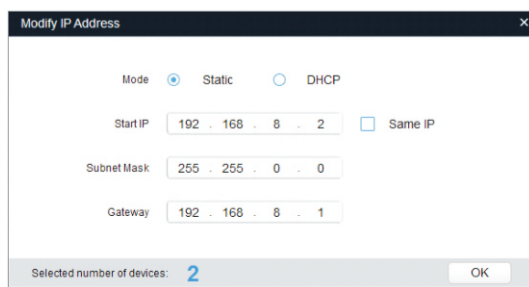 Modify IP Address
Mode Static DHCP
Start IP 192 . 168 . 8 . 2 Same IP
Subnet Mask 255 . 255 . 0 . 0
Gateway 192 . 168 . 8 . 1
Selected number of devices: 2 OK